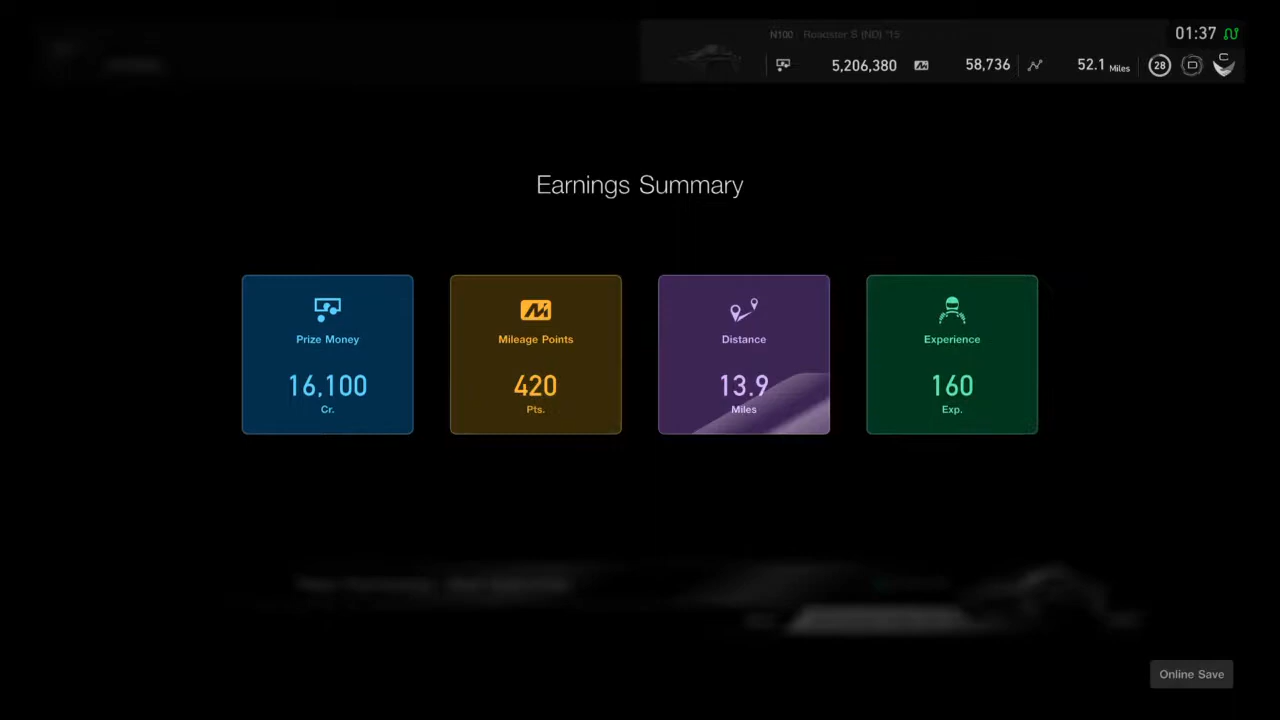 N100 Roadster S (ND) '15
01:37
5,206,380
58,736
52.1 Miles
28
D
C
Earnings Summary
Prize Money
16,100
Cr.
Mileage Points
420
Pts.
Distance
13.9
Miles
Experience
160
Exp.
Online Save